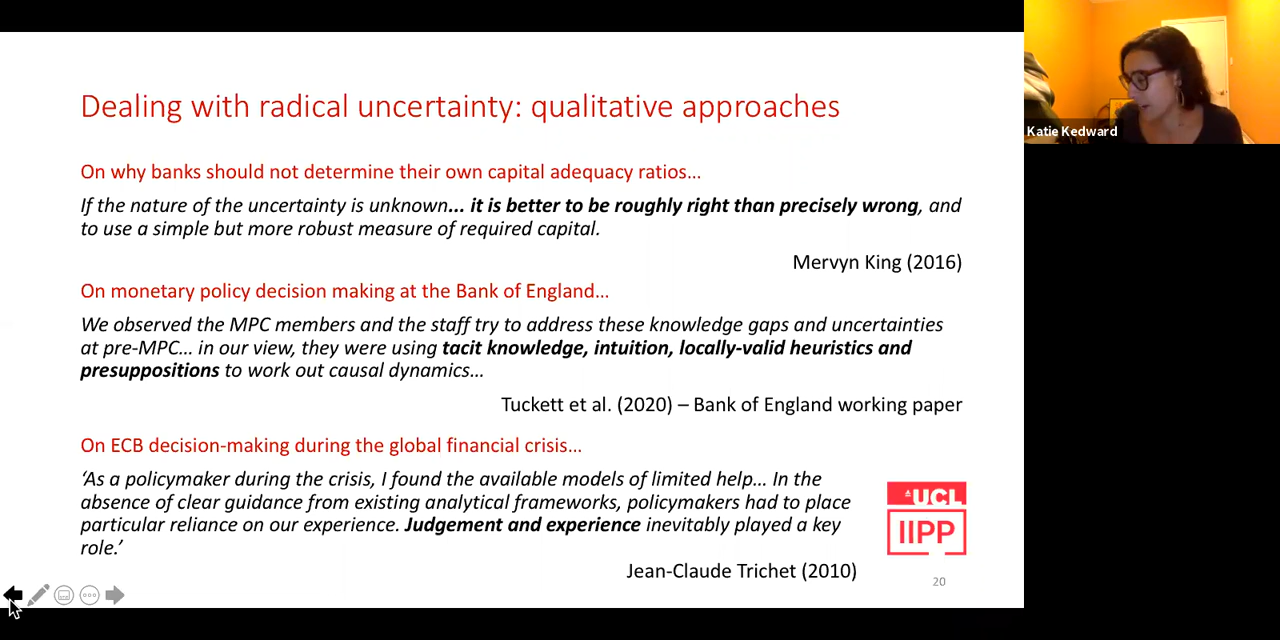 Dealing with radical uncertainty: qualitative approaches
On why banks should not determine their own capital adequacy ratios…
If the nature of the uncertainty is unknown... it is better to be roughly right than precisely wrong, and
to use a simple but more robust measure of required capital.
Mervyn King (2016)
On monetary policy decision making at the Bank of England…
We observed the MPC members and the staff try to address these knowledge gaps and uncertainties
at pre-MPC… in our view, they were using tacit knowledge, intuition, locally-valid heuristics and
presuppositions to work out causal dynamics…
Tuckett et al. (2020) – Bank of England working paper
On ECB decision-making during the global financial crisis…
‘As a policymaker during the crisis, I found the available models of limited help… In the
absence of clear guidance from existing analytical frameworks, policymakers had to place
particular reliance on our experience. Judgement and experience inevitably played a key
role.’
Jean-Claude Trichet (2010)
UCL
IIPP
20
Katie Kedward